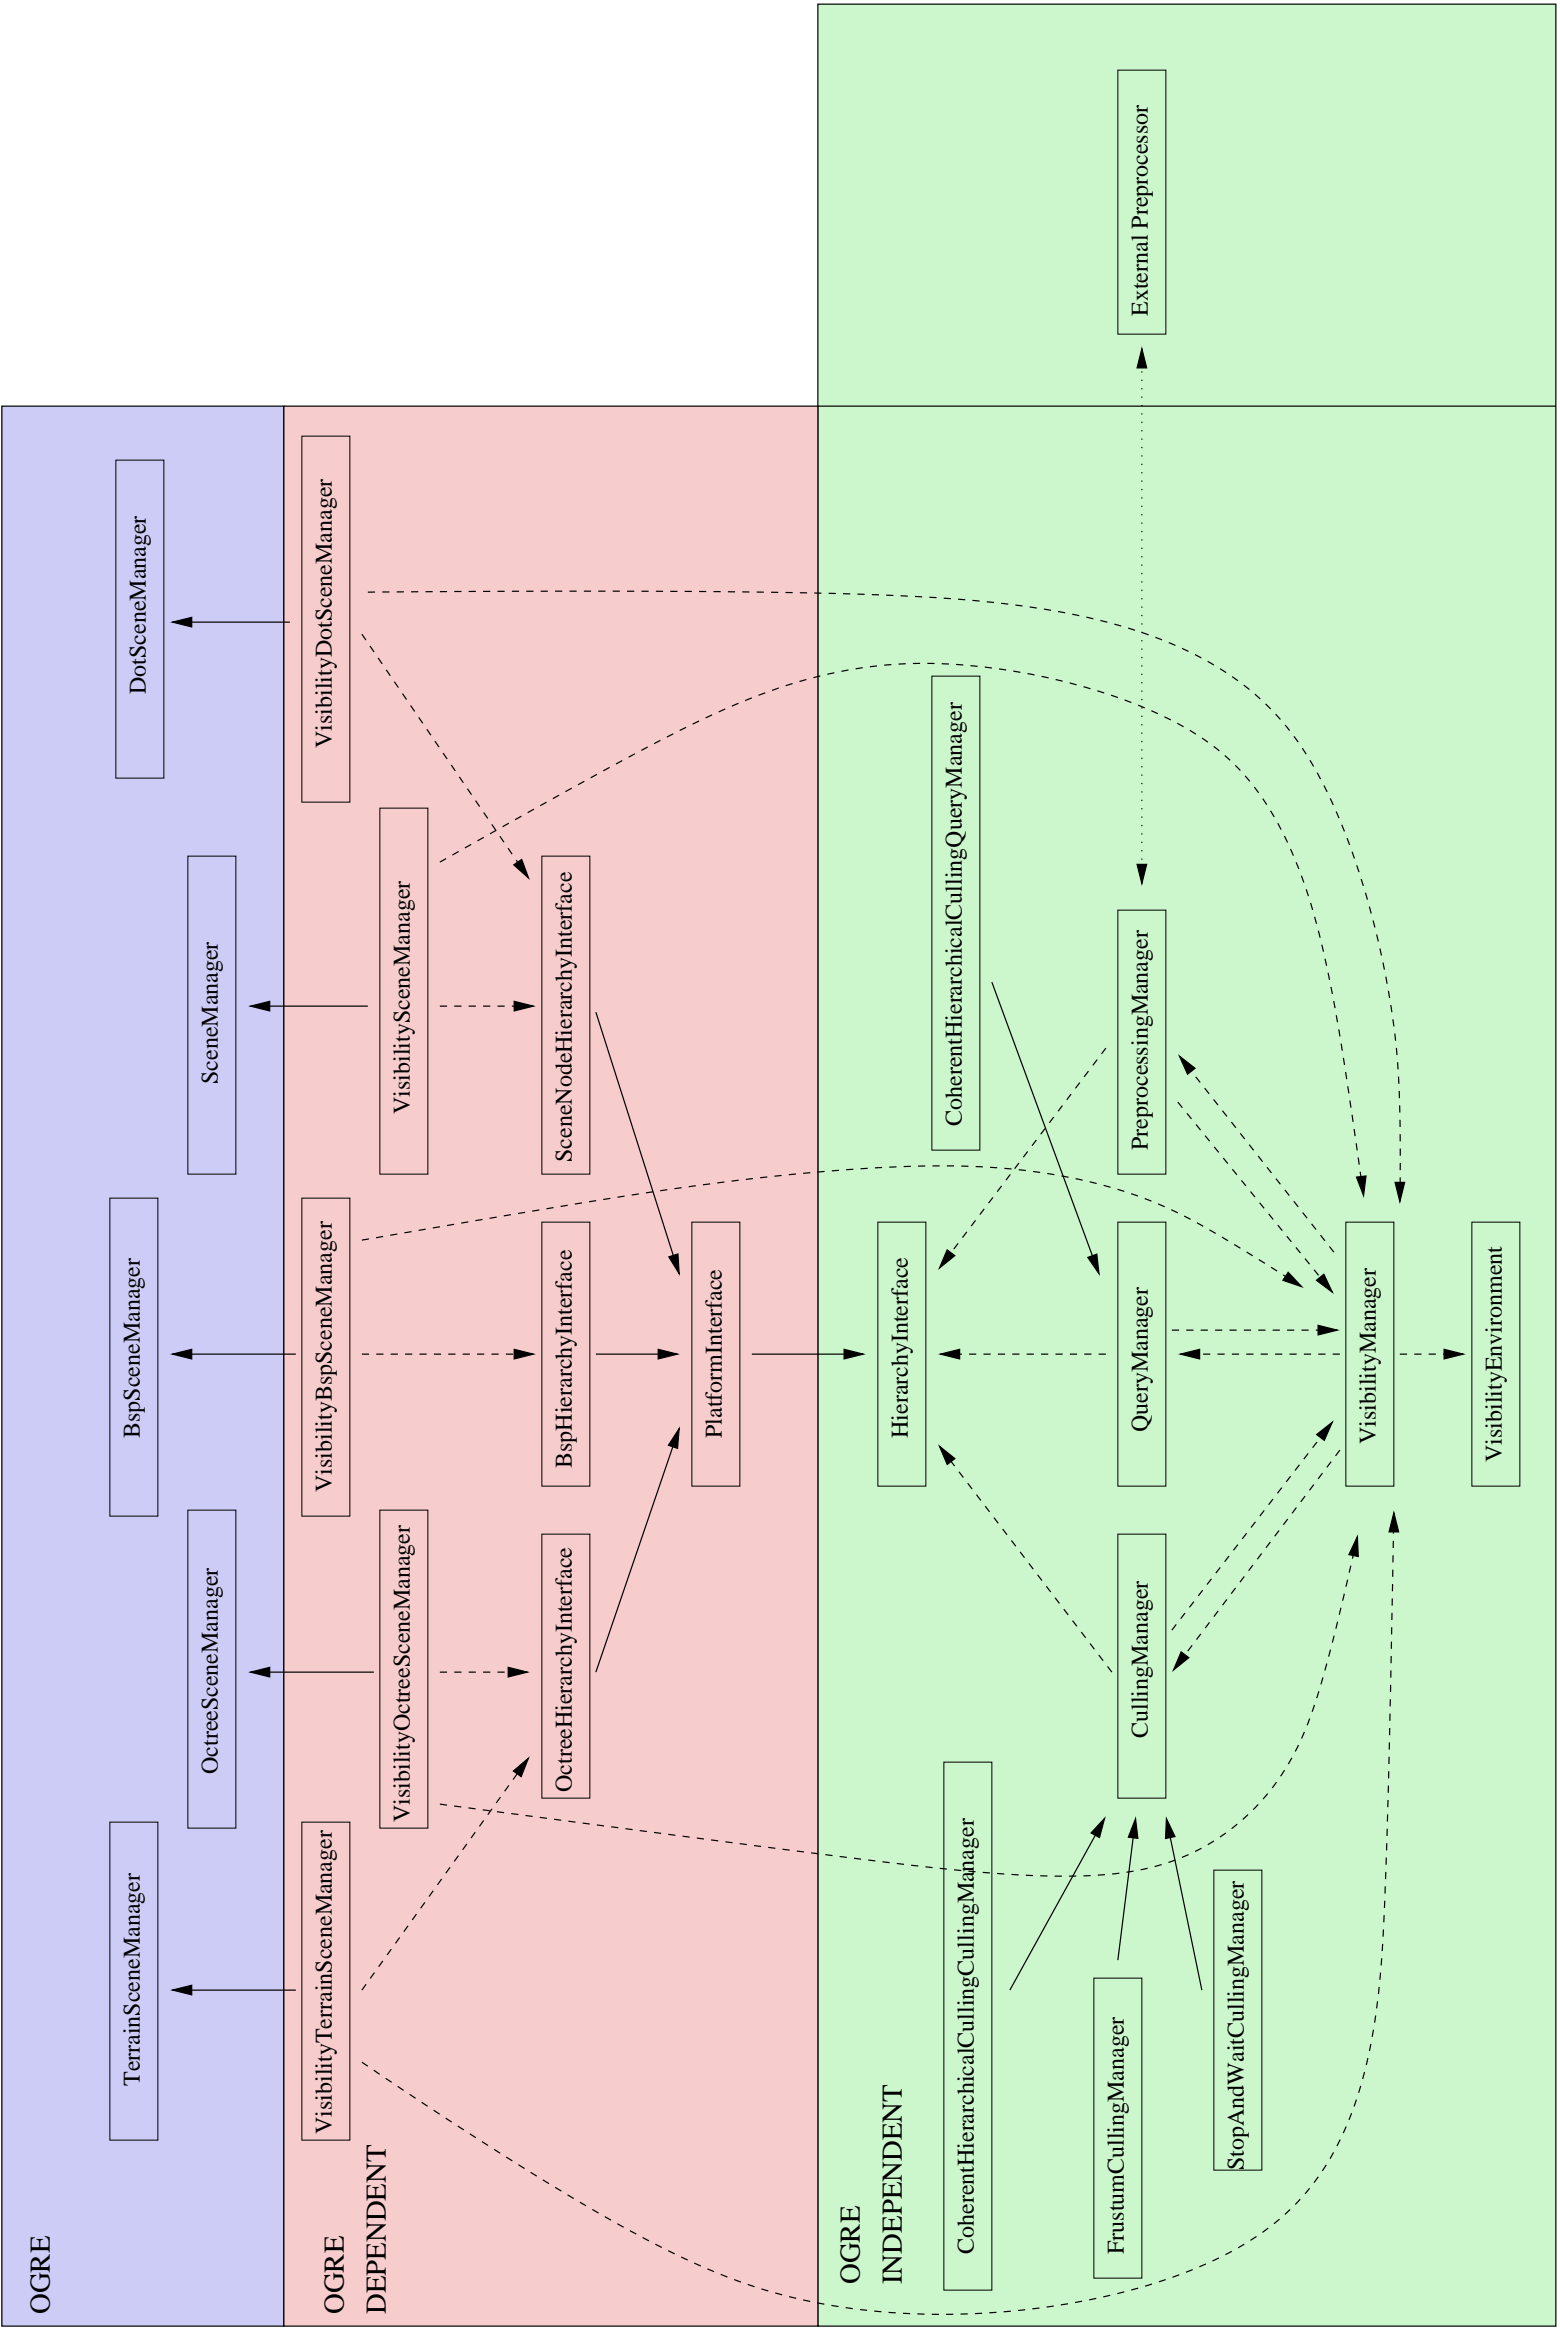 OGRE
TerrainSceneManager
OctreeSceneManager
BspSceneManager
SceneManager
DotSceneManager
OGRE
DEPENDENT
VisibilityTerrainSceneManager
VisibilityOctreeSceneManager
VisibilityBspSceneManager
VisibilitySceneManager
VisibilityDotSceneManager
OctreeHierarchyInterface
BspHierarchyInterface
SceneNodeHierarchyInterface
PlatformInterface
OGRE
INDEPENDENT
HierarchyInterface
CoherentHierarchicalCullingCullingManager
CoherentHierarchicalCullingQueryManager
FrustumCullingManager
StopAndWaitCullingManager
CullingManager
QueryManager
PreprocessingManager
External Preprocessor
VisibilityManager
VisibilityEnvironment